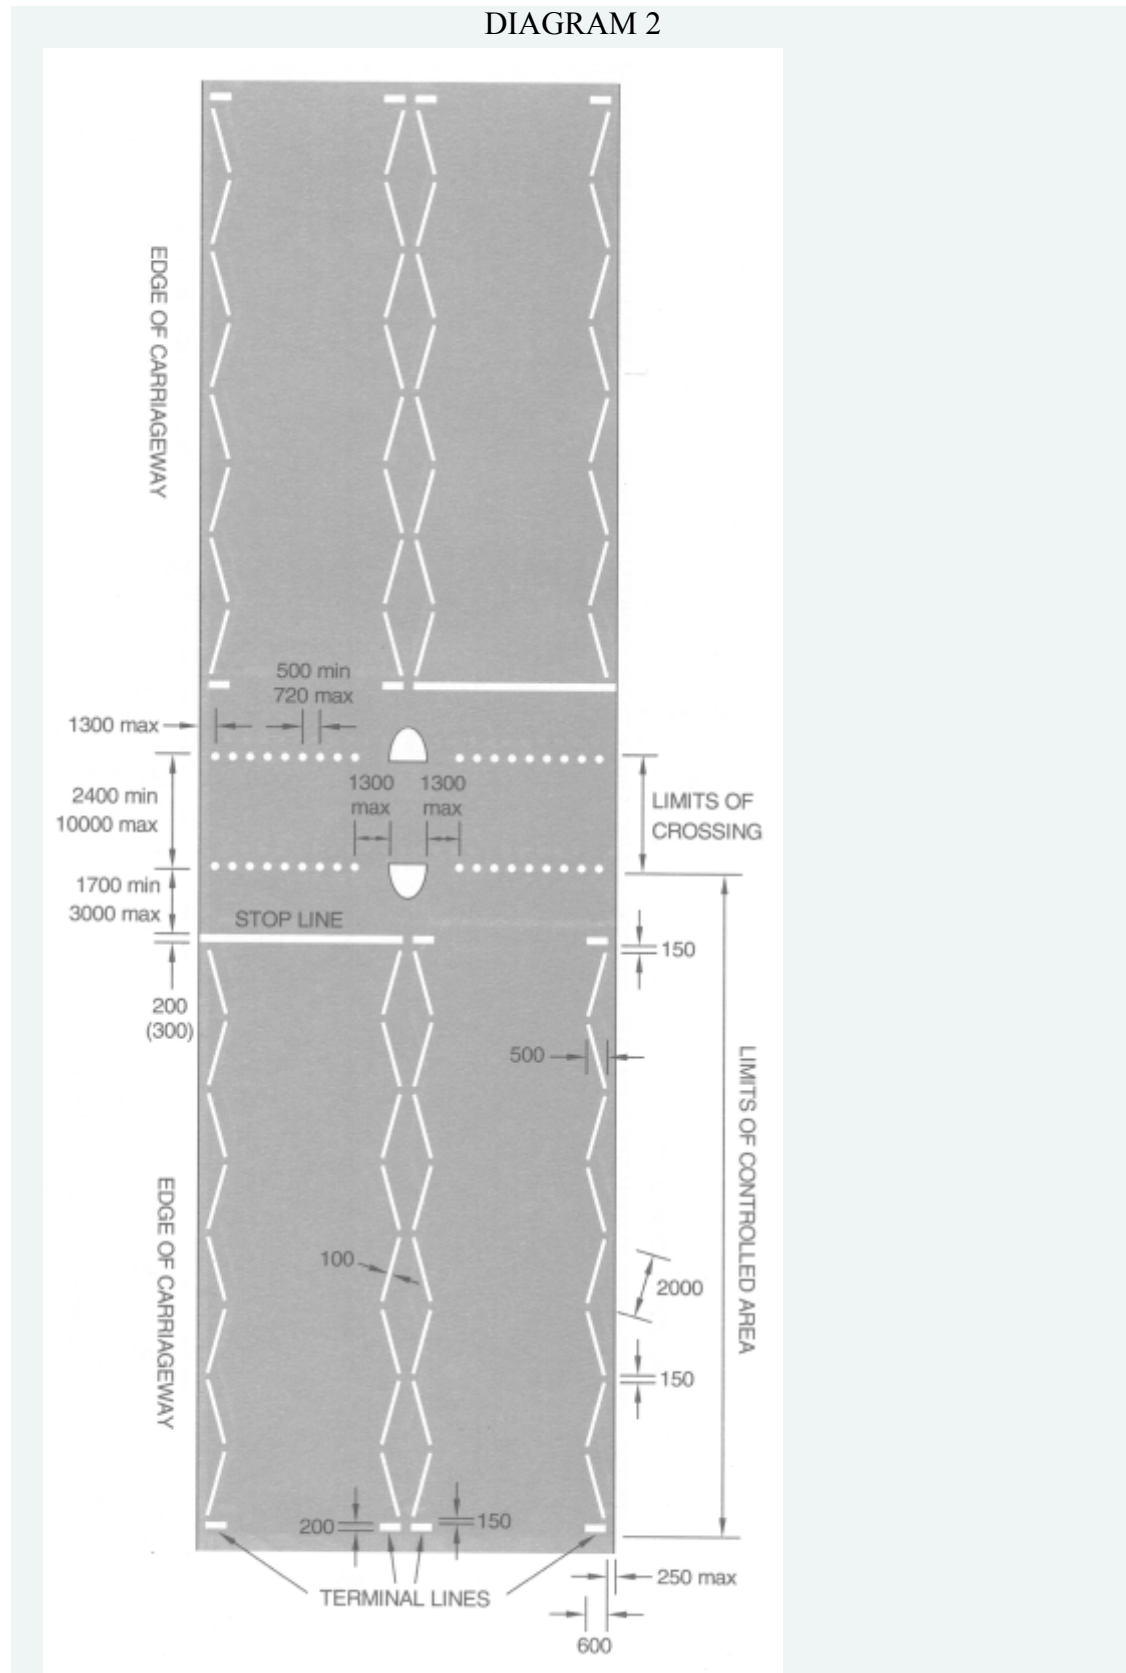 DIAGRAM 2
EDGE OF CARRIAGEWAY
500 min
720 max
1300 max
1300
max
1300
max
2400 min
10000 max
LIMITS OF
CROSSING
1700 min
3000 max
STOP LINE
150
200
(300)
500
LIMITS OF CONTROLLED AREA
EDGE OF CARRIAGEWAY
100
2000
150
200
150
TERMINAL LINES
250 max
600